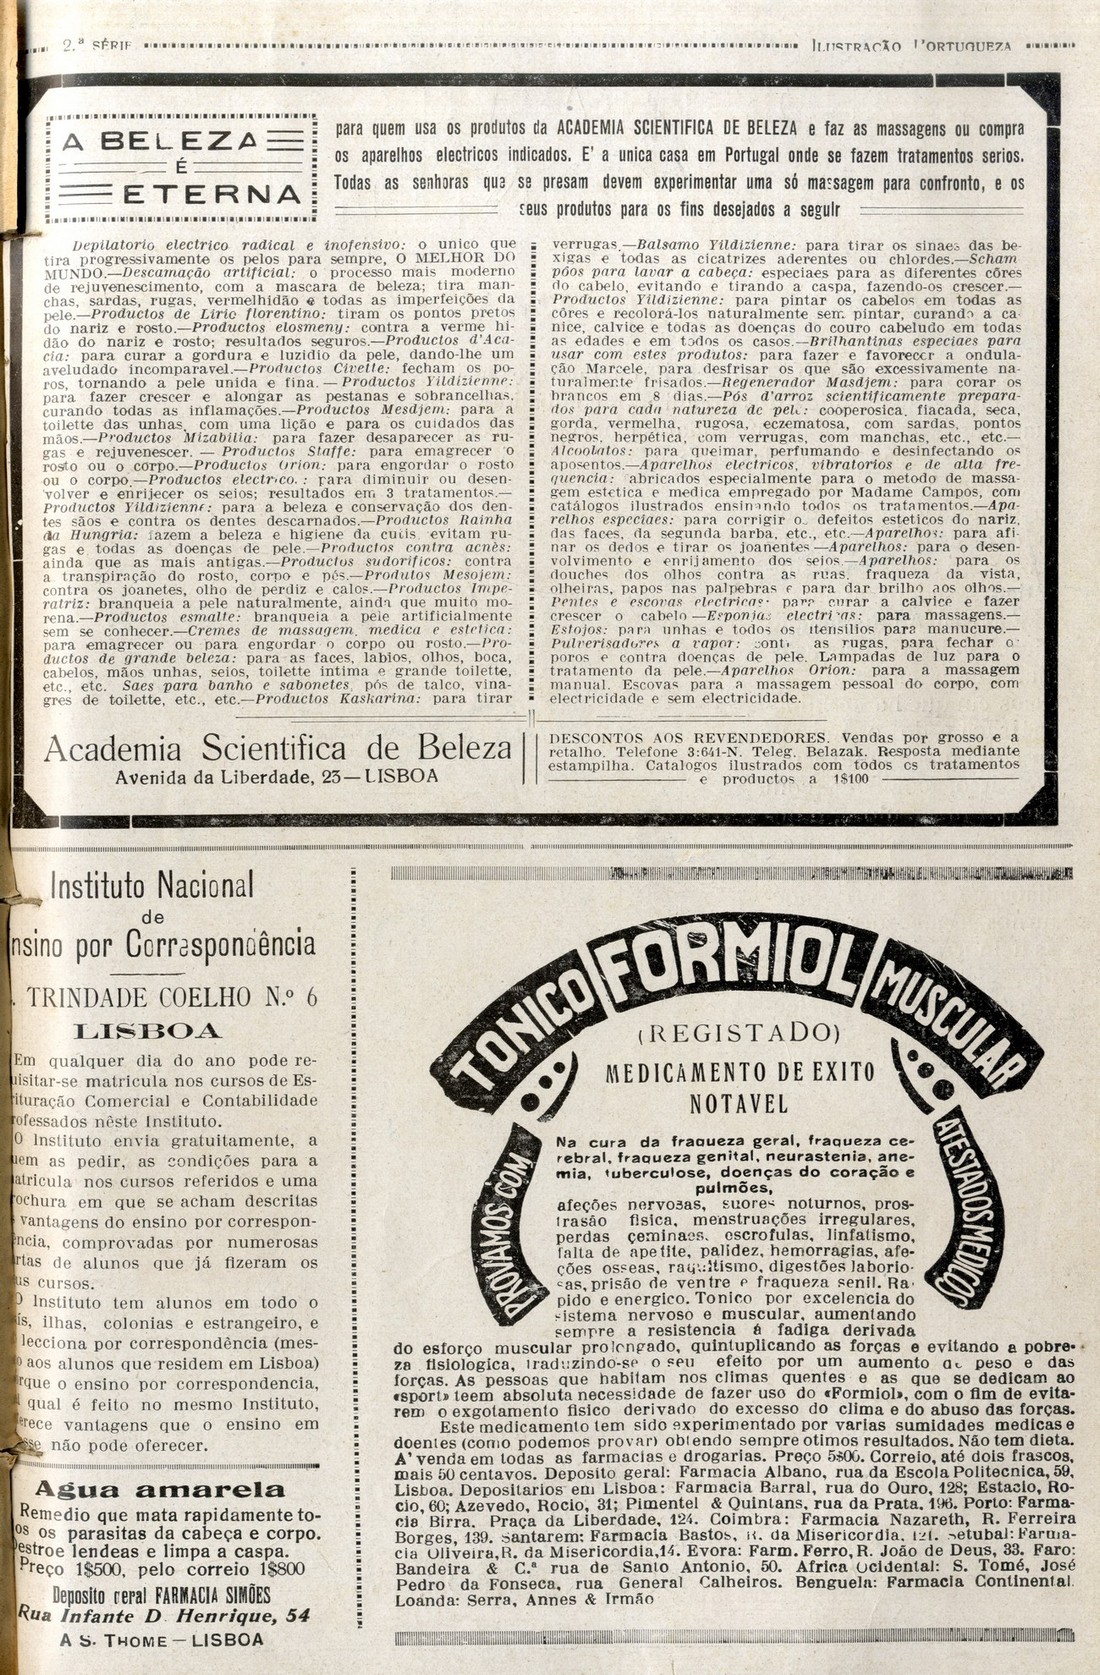 2.ª SÉRIE
ILUSTRAÇÃO PORTUGUEZA
A BELEZA
É
ETERNA
para quem usa os produtos da ACADEMIA SCIENTIFICA DE BELEZA e faz as massagens ou compra
os aparelhos electricos indicados. E' a unica casa em Portugal onde se fazem tratamentos serios.
Todas as senhoras que se presam devem experimentar uma só massagem para confronto, e os
seus produtos para os fins desejados a seguir
Depilatorio electrico radical e inofensivo: o unico que
tira progressivamente os pelos para sempre, O MELHOR DO
MUNDO.—Descamação artificial: o processo mais moderno
de rejuvenescimento, com a mascara de beleza; tira man-
chas, sardas, rugas, vermelhidão e todas as imperfeições da
pele.—Productos de Lirio florentino: tiram os pontos pretos
do nariz e rosto.—Productos elosmeny: contra a verme hi-
dão do nariz e rosto; resultados seguros.—Productos d'Aca-
cia: para curar a gordura e luzidio da pele, dando-lhe um
aveludado incomparavel.—Productos Civette: fecham os po-
ros, tornando a pele unida e fina.—Productos Yildizienne:
para fazer crescer e alongar as pestanas e sobrancelhas,
curando todas as inflamações.—Productos Mesdjem: para a
toilette das unhas, com uma lição e para os cuidados das
mãos.—Productos Mizabilia: para fazer desaparecer as ru-
gas e rejuvenescer. — Productos Staffe: para emagrecer o
rosto ou o corpo.—Productos Orion: para engordar o rosto
ou o corpo.—Productos electrico.: para diminuir ou desen-
volver e enrijecer os seios; resultados em 3 tratamentos.—
Productos Yildizienne: para a beleza e conservação dos den-
tes sãos e contra os dentes descarnados.—Productos Rainha
da Hungria: fazem a beleza e higiene da cutis, evitam ru-
gas e todas as doenças de pele.—Productos contra acnès:
ainda que as mais antigas.—Productos sudorificos: contra
a transpiração do rosto, corpo e pés.—Produtos Mesojem:
contra os joanetes, olho de perdiz e calos.—Productos Impe-
ratriz: branqueia a pele naturalmente, ainda que muito mo-
rena.—Productos esmalte: branqueia a pele artificialmente
sem se conhecer.—Cremes de massagem, medica e estetica:
para emagrecer ou para engordar o corpo ou rosto.—Pro-
ductos de grande beleza: para as faces, labios, olhos, boca,
cabelos, mãos unhas, seios, toilette intima e grande toilette,
etc., etc. Saes para banho e sabonetes, pós de talco, vina-
gres de toilette, etc., etc.—Productos Kaskarina: para tirar
verrugas.—Balsamo Yildizienne: para tirar os sinaes das be-
xigas e todas as cicatrizes aderentes ou chlordes.—Scham
póos para lavar a cabeça: especiaes para as diferentes côres
do cabelo, evitando e tirando a caspa, fazendo-os crescer.—
Productos Yildizienne: para pintar os cabelos em todas as
côres e recolorá-los naturalmente sem pintar, curando a ca-
nice, calvice e todas as doenças do couro cabeludo em todas
as edades e em todos os casos.—Brilhantinas especiaes para
usar com estes produtos: para fazer e favorecer a ondula-
ção Marcele, para desfrisar os que são excessivamente na-
turalmente frisados.—Regenerador Masdjem: para corar os
brancos em 8 dias.—Pós d'arroz scientificamente prepara-
dos para cada natureza de pele: cooperosica, fiacada, seca,
gorda, vermelha, rugosa, eczematosa, com sardas, pontos
negros, herpética, com verrugas, com manchas, etc., etc.—
Alcoolatos: para queimar, perfumando e desinfectando os
aposentos.—Aparelhos electricos, vibratorios e de alta fre-
quencia: abricados especialmente para o metodo de massa-
gem estetica e medica empregado por Madame Campos, com
catálogos ilustrados ensinando todos os tratamentos.—Apa-
relhos especiaes: para corrigir o. defeitos esteticos do nariz,
das faces, da segunda barba, etc., etc.—Aparelhos: para afi-
nar os dedos e tirar os joanentes—Aparelhos: para o desen-
volvimento e enrijamento dos seios.—Aparelhos: para os
douches dos olhos contra as ruas, fraqueza da vista,
olheiras, papos nas palpebras e para dar brilho aos olhos.—
Pentes e escovas electricas: para curar a calvice e fazer
crescer o cabelo—Esponjas electricas: para massagens.—
Estojos: para unhas e todos os itensilios para manucure.—
Pulverisadores a vapor: conti as rugas, para fechar o
poros e contra doenças de pele. Lampadas de luz para o
tratamento da pele.—Aparelhos Orion: para a massagem
manual. Escovas para a massagem pessoal do corpo, com
electricidade e sem electricidade.
Academia Scientifica de Beleza
Avenida da Liberdade, 23—LISBOA
DESCONTOS AOS REVENDEDORES. Vendas por grosso e a
retalho. Telefone 3:641-N. Teleg. Belazak. Resposta mediante
estampilha. Catalogos ilustrados com todos os tratamentos
e productos a 1$100
Instituto Nacional
de
nsino por Correspondência
. TRINDADE COELHO N.º 6
LISBOA
Em qualquer dia do ano pode re-
uisitar-se matricula nos cursos de Es-
rituração Comercial e Contabilidade
rofessados nêste Instituto.
O Instituto envia gratuitamente, a
uem as pedir, as condições para a
atricula nos cursos referidos e uma
rochura em que se acham descritas
vantagens do ensino por correspon-
ência, comprovadas por numerosas
rtas de alunos que já fizeram os
us cursos.
O Instituto tem alunos em todo o
ís, ilhas, colonias e estrangeiro, e
lecciona por correspondência (mes-
o aos alunos que residem em Lisboa)
rque o ensino por correspondencia,
qual é feito no mesmo Instituto,
erece vantagens que o ensino em
sse não pode oferecer.
Agua amarela
Remedio que mata rapidamente to-
os os parasitas da cabeça e corpo.
Destroe lendeas e limpa a caspa.
Preço 1$500, pelo correio 1$800
Deposito geral FARMACIA SIMÕES
Rua Infante D. Henrique, 54
A S. THOME—LISBOA
TONICO FORMIOL MUSCULAR
(REGISTADO)
MEDICAMENTO DE EXITO
NOTAVEL
PROVAMOS COM
ATESTADOS MEDICOS
Na cura da fraqueza geral, fraqueza ce-
rebral, fraqueza genital, neurastenia, ane-
mia, tuberculose, doenças do coração e
pulmões,
afeções nervosas, suores noturnos, pros-
trasão fisica, menstruações irregulares,
perdas çeminaes, escrofulas, linfatismo,
falta de apetite, palidez, hemorragias, afe-
ções osseas, raquitismo, digestões laborio-
sas, prisão de ventre e fraqueza senil. Ra-
pido e energico. Tonico por excelencia do
sistema nervoso e muscular, aumentando
sempre a resistencia á fadiga derivada
do esforço muscular prolongado, quintuplicando as forças e evitando a pobre-
za fisiologica, traduzindo-se o seu efeito por um aumento de peso e das
forças. As pessoas que habitam nos climas quentes e as que se dedicam ao
«sport» teem absoluta necessidade de fazer uso do «Formiol», com o fim de evita-
rem o exgotamento fisico derivado do excesso do clima e do abuso das forças.
Este medicamento tem sido experimentado por varias sumidades medicas e
doentes (como podemos provar) obtendo sempre otimos resultados. Não tem dieta.
A' venda em todas as farmacias e drogarias. Preço 5$00. Correio, até dois frascos,
mais 50 centavos. Deposito geral: Farmacia Albano, rua da Escola Politecnica, 59,
Lisboa. Depositarios em Lisboa: Farmacia Barral, rua do Ouro, 128; Estacio, Ro-
cio, 60; Azevedo, Rocio, 31; Pimentel & Quintans, rua da Prata, 196. Porto: Farma-
cia Birra, Praça da Liberdade, 124. Coimbra: Farmacia Nazareth, R. Ferreira
Borges, 139. Santarem: Farmacia Bastos, R. da Misericordia, 121. Setubal: Farma-
cia Oliveira, R. da Misericordia, 14. Evora: Farm. Ferro, R. João de Deus, 33. Faro:
Bandeira & C.ª rua de Santo Antonio, 50. Africa Ocidental: S. Tomé, José
Pedro da Fonseca, rua General Calheiros. Benguela: Farmacia Continental.
Loanda: Serra, Annes & Irmão